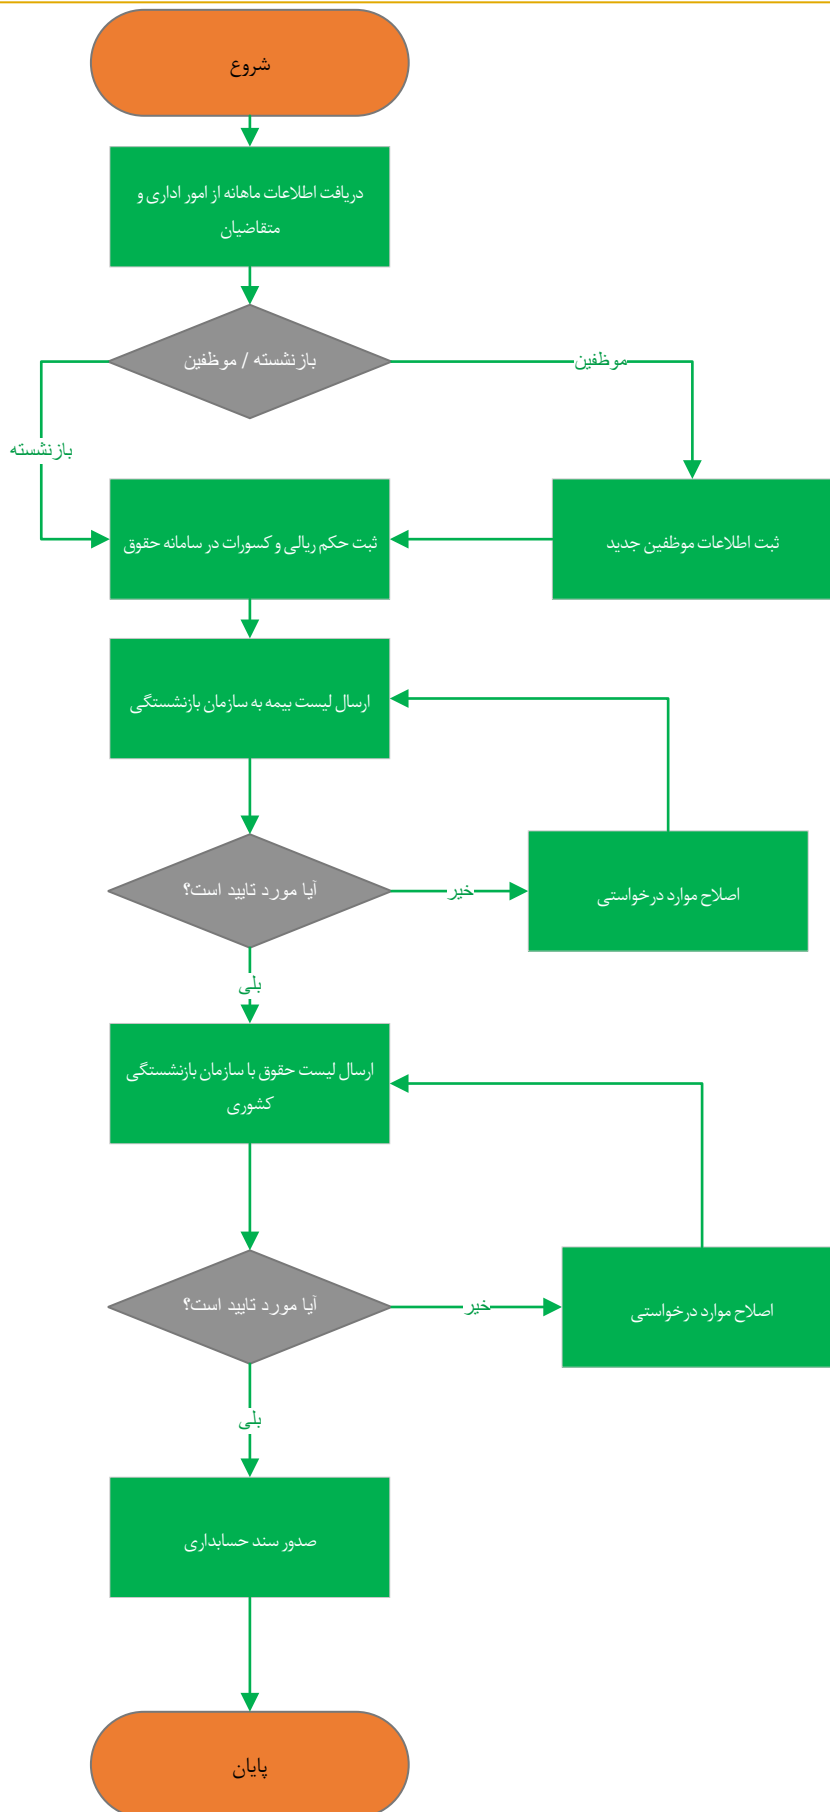 شروع
دریافت اطلاعات ماهانه از امور اداری و
متقاضیان
بازنشسته / موظفین
موظفین
بازنشسته
ثبت حکم ریالی و کسورات در سامانه حقوق
ثبت اطلاعات موظفین جدید
ارسال لیست بیمه به سازمان بازنشستگی
آیا مورد تایید است؟
خیر
اصلاح موارد درخواستی
بلی
ارسال لیست حقوق با سازمان بازنشستگی
کشوری
آیا مورد تایید است؟
خیر
اصلاح موارد درخواستی
بلی
صدور سند حسابداری
پایان